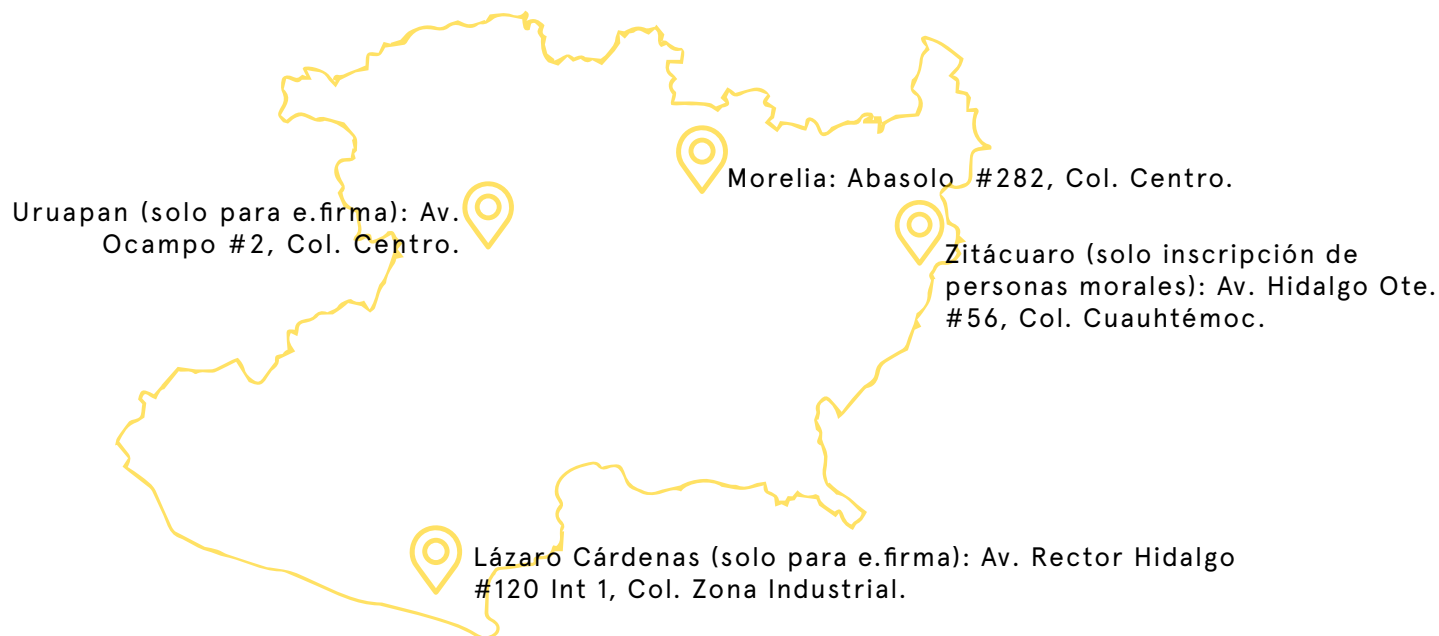 Morelia: Abasolo #282, Col. Centro.
Uruapan (solo para e.firma): Av.
Ocampo #2, Col. Centro.
Zitácuaro (solo inscripción de
personas morales): Av. Hidalgo Ote.
#56, Col. Cuauhtémoc.
Lázaro Cárdenas (solo para e.firma): Av. Rector Hidalgo
#120 Int 1, Col. Zona Industrial.